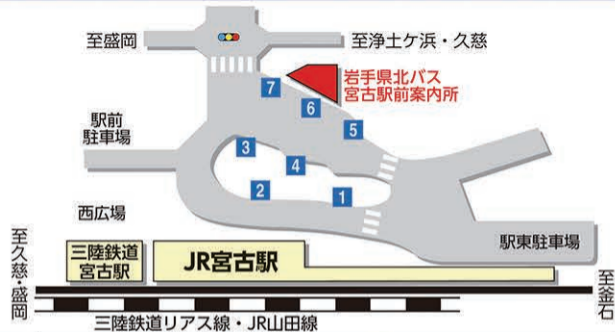 至盛岡
至浄土ケ浜・久慈
岩手県北バス
宮古駅前案内所
7
6
5
駅前
駐車場
3
4
2
1
西広場
駅東駐車場
至久慈・盛岡
三陸鉄道
宮古駅
JR宮古駅
至釜石
三陸鉄道リアス線・JR山田線